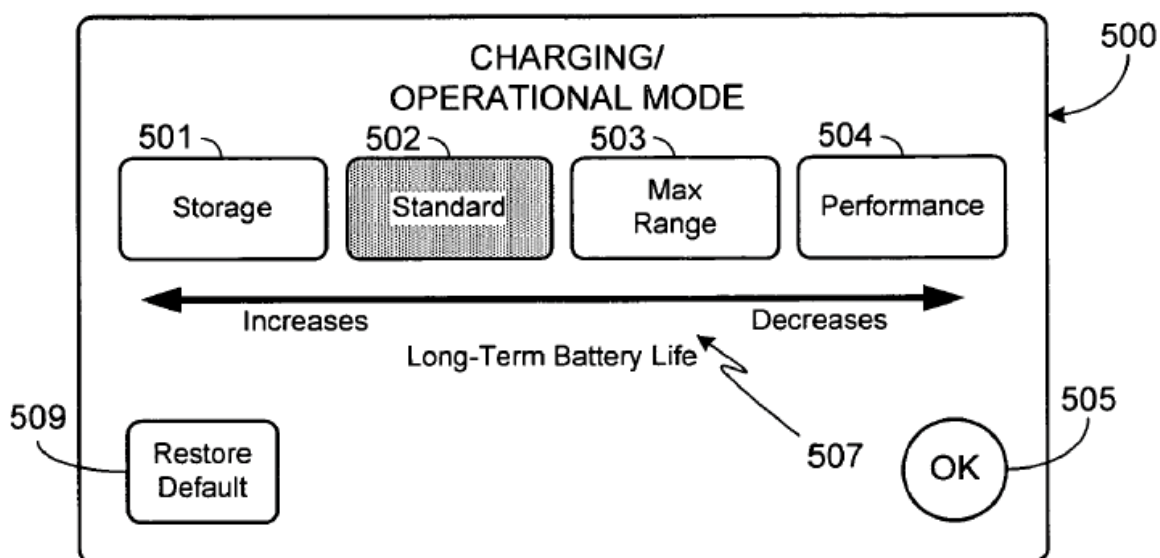 CHARGING/
OPERATIONAL MODE
500
501
502
503
504
Storage
Standard
Max
Range
Performance
Increases
Decreases
Long-Term Battery Life
509
505
507
Restore
Default
OK